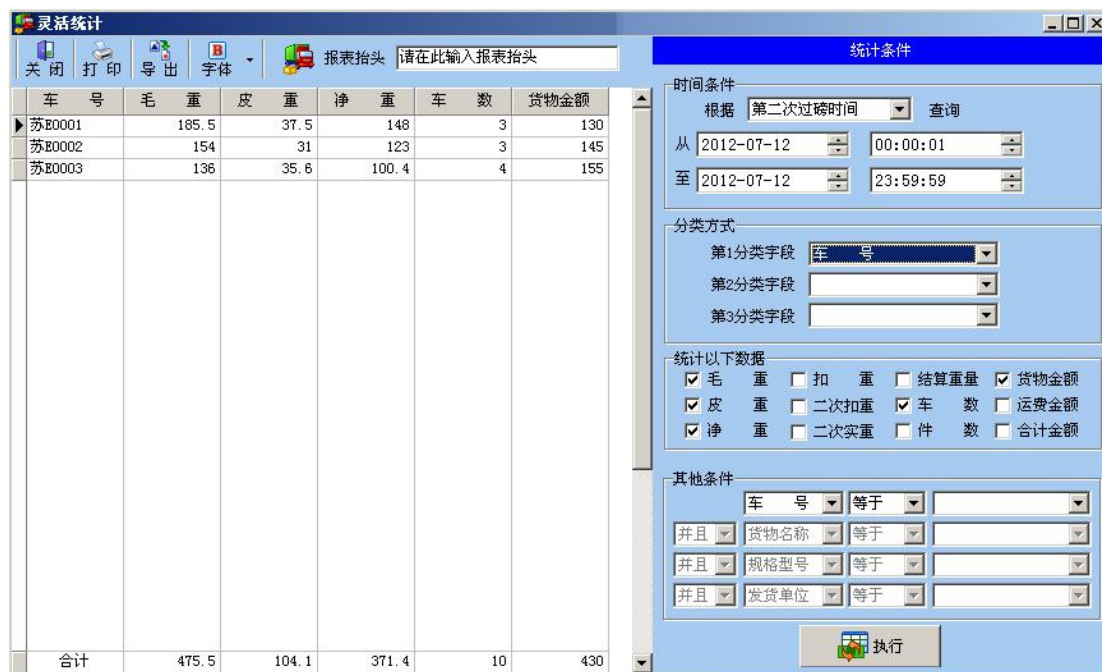 灵活统计
关 闭 打 印 导 出 字体 报表抬头 请在此输入报表抬头
车 号 毛 重 皮 重 净 重 车 数 货物金额
苏E0001 185.5 37.5 148 3 130
苏E0002 154 31 123 3 145
苏E0003 136 35.6 100.4 4 155
合计 475.5 104.1 371.4 10 430
统计条件
时间条件
根据 第二次过磅时间 查询
从 2012-07-12 00:00:01
至 2012-07-12 23:59:59
分类方式
第1分类字段 车 号
第2分类字段
第3分类字段
统计以下数据
毛 重 扣 重 结算重量 货物金额
皮 重 二次扣重 车 数 运费金额
净 重 二次实重 件 数 合计金额
其他条件
车 号 等于
并且 货物名称 等于
并且 规格型号 等于
并且 发货单位 等于
执行